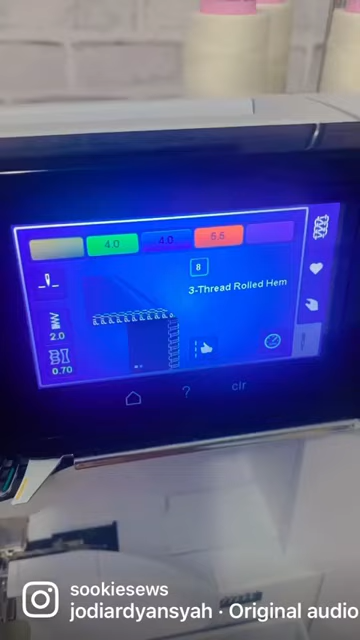 4.0
4.0
5.5
8
3-Thread Rolled Hem
2.0
0.70
?
clr
sookiesews
jodiardyansyah · Original audio